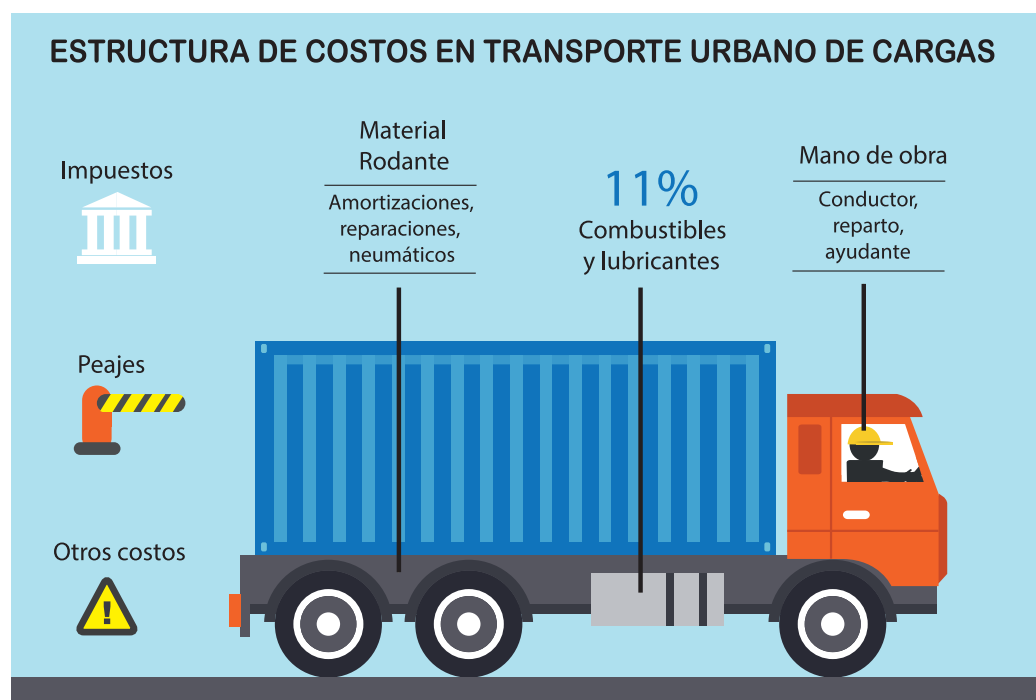 ESTRUCTURA DE COSTOS EN TRANSPORTE URBANO DE CARGAS
Impuestos
Material
Rodante
Amortizaciones,
reparaciones,
neumáticos
11%
Combustibles
y lubricantes
Mano de obra
Conductor,
reparto,
ayudante
Peajes
Otros costos
!